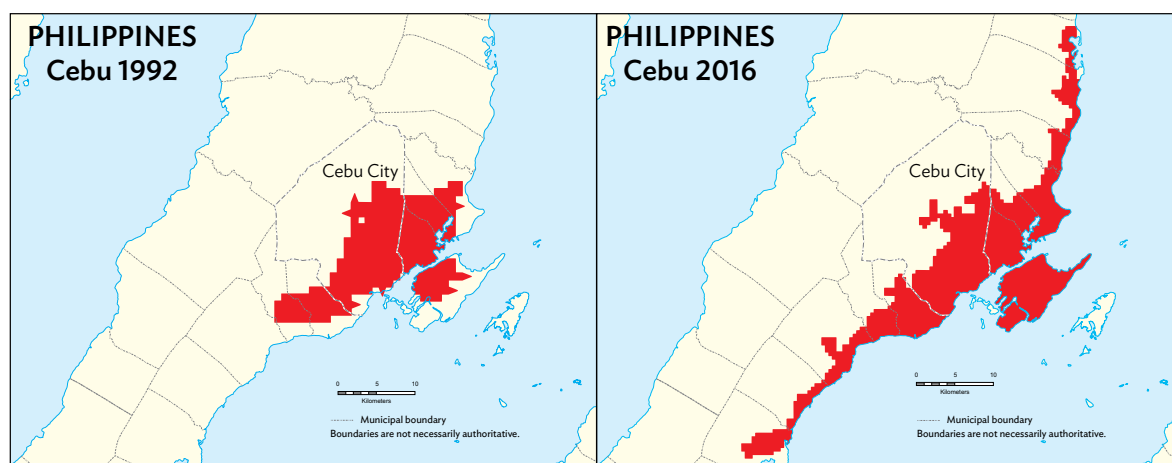 PHILIPPINES
Cebu 1992
Cebu City
0 5 10
Kilometers
Municipal boundary
Boundaries are not necessarily authoritative.
PHILIPPINES
Cebu 2016
Cebu City
0 5 10
Kilometers
Municipal boundary
Boundaries are not necessarily authoritative.